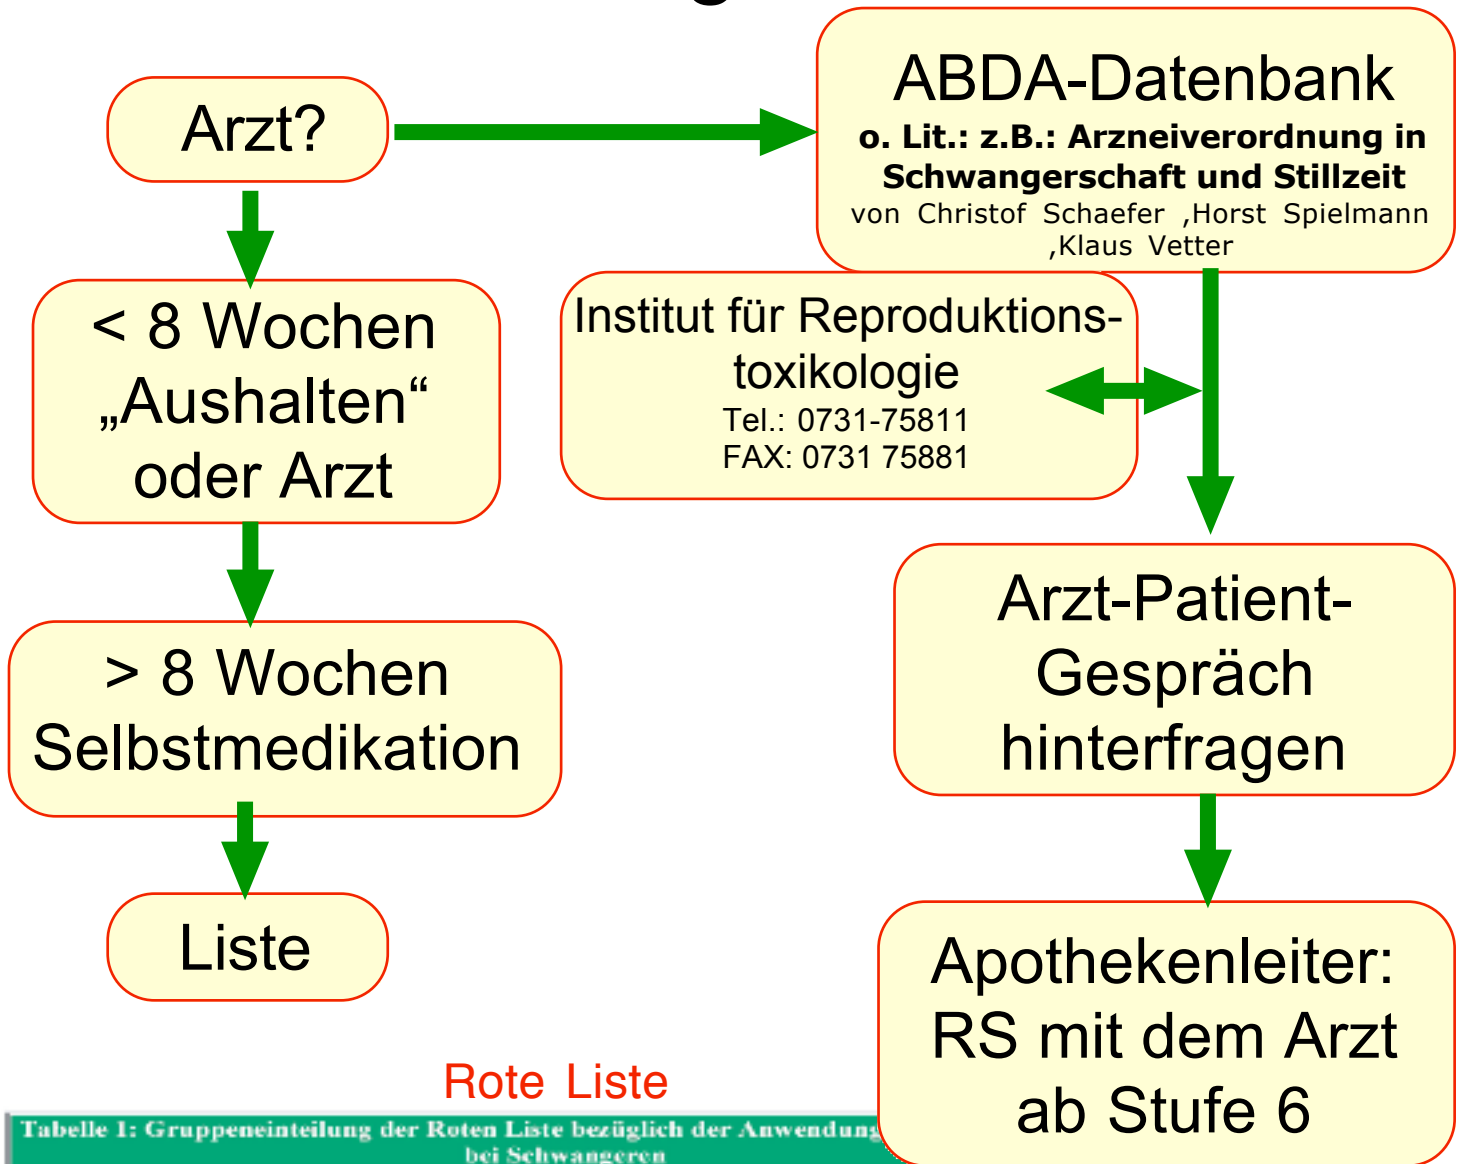 Arzt?
ABDA-Datenbank
o. Lit.: z.B.: Arzneiverordnung in
Schwangerschaft und Stillzeit
von Christof Schaefer ,Horst Spielmann
,Klaus Vetter
< 8 Wochen
„Aushalten“
oder Arzt
Institut für Reproduktions-
toxikologie
Tel.: 0731-75811
FAX: 0731 75881
> 8 Wochen
Selbstmedikation
Arzt-Patient-
Gespräch
hinterfragen
Liste
Apothekenleiter:
RS mit dem Arzt
ab Stufe 6
Rote Liste
Tabelle 1: Gruppeneinteilung der Roten Liste bezüglich der Anwendung
bei Schwangeren